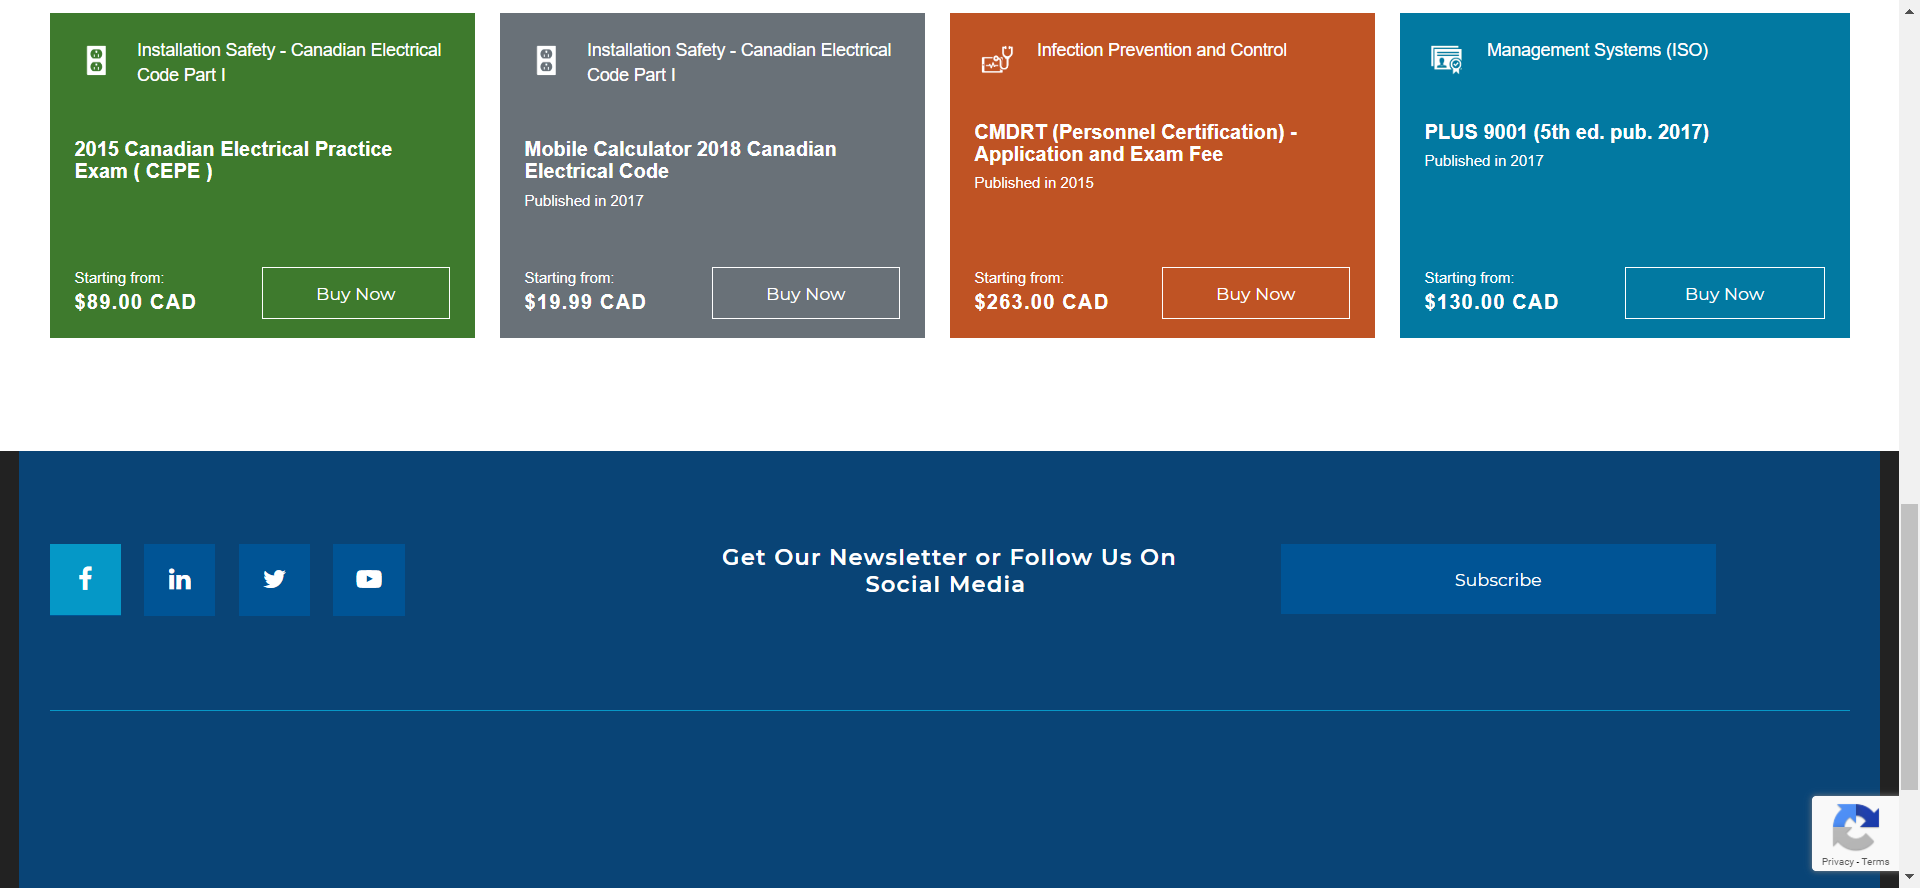 Installation Safety - Canadian Electrical
Code Part I
2015 Canadian Electrical Practice
Exam ( CEPE )
Starting from:
$89.00 CAD
Buy Now
Installation Safety - Canadian Electrical
Code Part I
Mobile Calculator 2018 Canadian
Electrical Code
Published in 2017
Starting from:
$19.99 CAD
Buy Now
Infection Prevention and Control
CMDRT (Personnel Certification) -
Application and Exam Fee
Published in 2015
Starting from:
$263.00 CAD
Buy Now
Management Systems (ISO)
PLUS 9001 (5th ed. pub. 2017)
Published in 2017
Starting from:
$130.00 CAD
Buy Now
Get Our Newsletter or Follow Us On
Social Media
Subscribe
Privacy - Terms